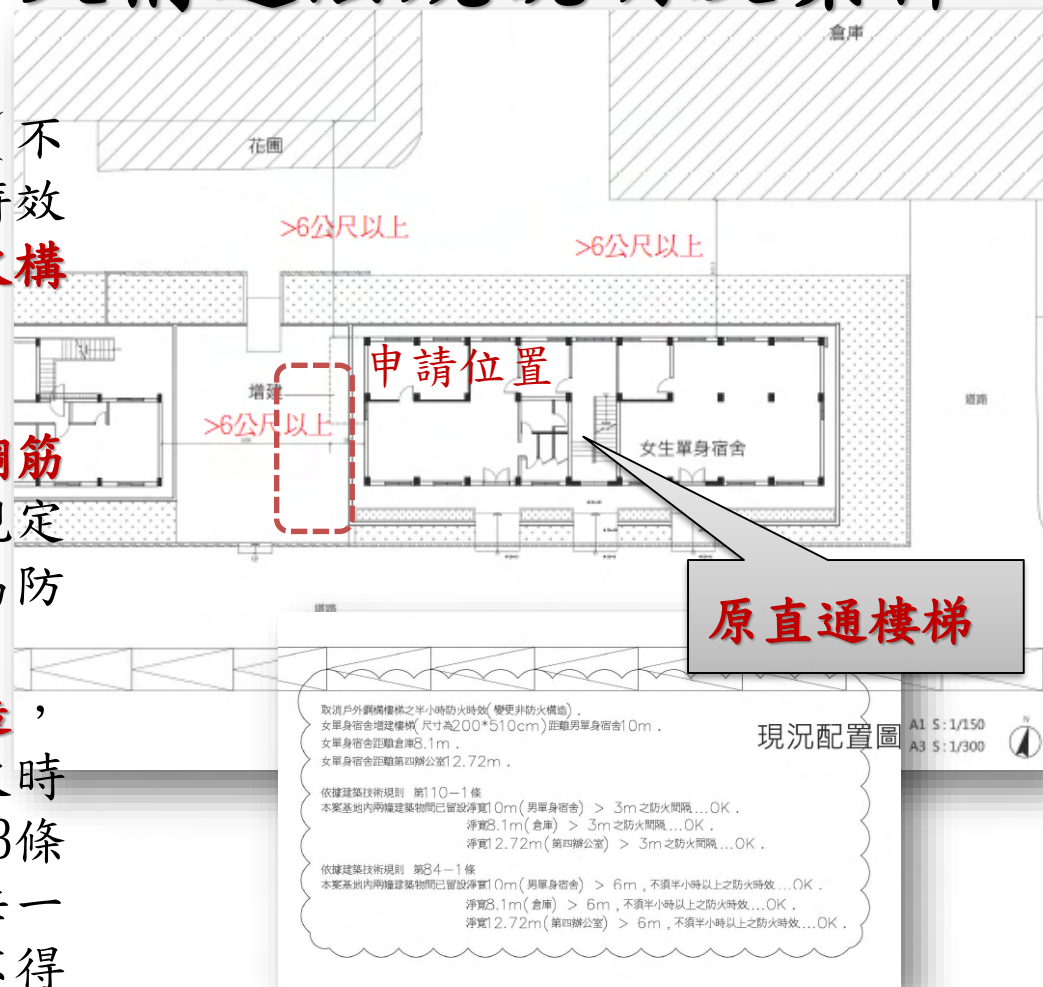 不
效
構
鋼筋
規定
防
，
時
3條
一
得
倉庫
花圃
>6公尺以上
>6公尺以上
申請位置
增建
>6公尺以上
女生單身宿舍
道路
原直通樓梯
道路
取消戶外鋼構樓梯之半小時防火時效(變更非防火構造).
女單身宿舍增建樓梯(尺寸為200*510cm)距離男單身宿舍10m.
女單身宿舍距離倉庫8.1m.
女單身宿舍距離第四辦公室12.72m.
現況配置圖
A1 S:1/150
A3 S:1/300
N
依據建築技術規則 第110-1條
本案基地內兩幢建築物間已留設淨寬10m(男單身宿舍) > 3m之防火間隔...OK.
淨寬8.1m(倉庫) > 3m之防火間隔...OK.
淨寬12.72m(第四辦公室) > 3m之防火間隔...OK.
依據建築技術規則 第84-1條
本案基地內兩幢建築物間已留設淨寬10m(男單身宿舍) > 6m,不須半小時以上之防火時效...OK.
淨寬8.1m(倉庫) > 6m,不須半小時以上之防火時效...OK.
淨寬12.72m(第四辦公室) > 6m,不須半小時以上之防火時效...OK.